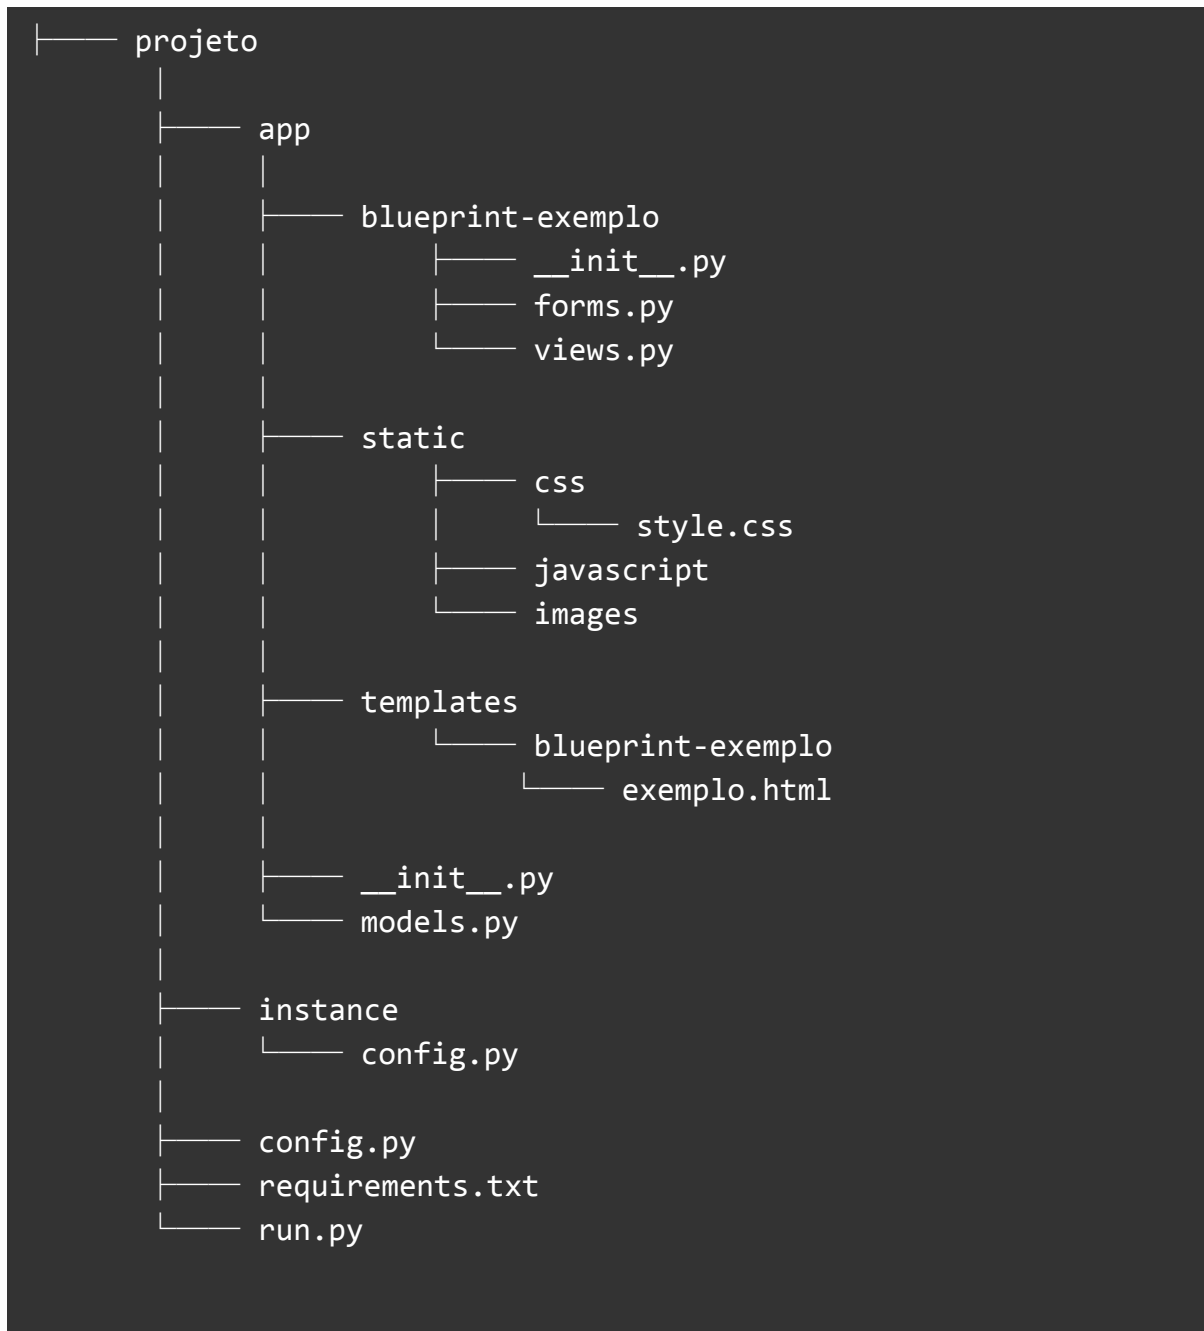 ├──── projeto
│
├──── app
│ │
│ ├──── blueprint-exemplo
│ │ ├──── __init__.py
│ │ ├──── forms.py
│ │ └──── views.py
│ │
│ ├──── static
│ │ ├──── css
│ │ │ └──── style.css
│ │ ├──── javascript
│ │ └──── images
│ │
│ ├──── templates
│ │ └──── blueprint-exemplo
│ │ └──── exemplo.html
│ │
│ ├──── __init__.py
│ └──── models.py
│
├──── instance
│ └──── config.py
│
├──── config.py
├──── requirements.txt
└──── run.py